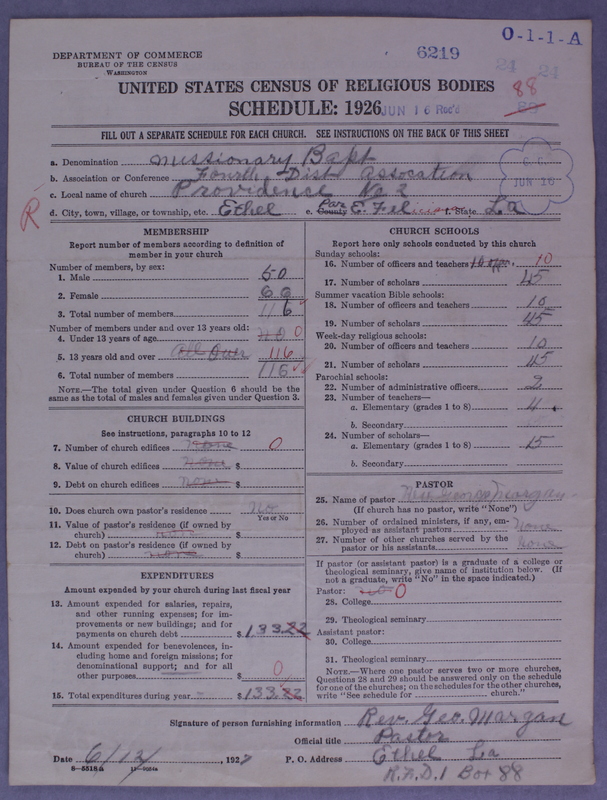 O-1-1-A
6219
DEPARTMENT OF COMMERCE
BUREAU OF THE CENSUS
WASHINGTON
24 24
UNITED STATES CENSUS OF RELIGIOUS BODIES
88
SCHEDULE: 1926
JUN 16 Rec'd
FILL OUT A SEPARATE SCHEDULE FOR EACH CHURCH. SEE INSTRUCTIONS ON THE BACK OF THIS SHEET
a. Denomination Missionary Bapt
b. Association or Conference Fourth Dist Assocation
c. Local name of church Providence No 2
G. G.
JUN 16
R
d. City, town, village, or township, etc. Ethel e. County Par E. Fel f. State La
MEMBERSHIP
Report number of members according to definition of member in your church
Number of members, by sex:
1. Male 50
2. Female 66
3. Total number of members 116
Number of members under and over 13 years old:
4. Under 13 years of age 0
5. 13 years old and over all over 116
6. Total number of members 116
NOTE.—The total given under Question 6 should be the same as the total of males and females given under Question 3.
CHURCH BUILDINGS
See instructions, paragraphs 10 to 12
7. Number of church edifices None 0
8. Value of church edifices None $
9. Debt on church edifices None $
10. Does church own pastor's residence No
Yes or No
11. Value of pastor's residence (if owned by church) $
12. Debt on pastor's residence (if owned by church) $
EXPENDITURES
Amount expended by your church during last fiscal year
13. Amount expended for salaries, repairs, and other running expenses; for improvements or new buildings; and for payments on church debt $ 133.22
14. Amount expended for benevolences, including home and foreign missions; for denominational support; and for all other purposes $ 0
15. Total expenditures during year $ 133.22
CHURCH SCHOOLS
Report here only schools conducted by this church
Sunday schools:
16. Number of officers and teachers 10
17. Number of scholars 45
Summer vacation Bible schools:
18. Number of officers and teachers 10
19. Number of scholars 45
Week-day religious schools:
20. Number of officers and teachers 10
21. Number of scholars 45
Parochial schools:
22. Number of administrative officers 2
23. Number of teachers—
a. Elementary (grades 1 to 8) 4
b. Secondary
24. Number of scholars—
a. Elementary (grades 1 to 8) 15
b. Secondary
PASTOR
25. Name of pastor Rev. George Morgan
(If church has no pastor, write "None")
26. Number of ordained ministers, if any, employed as assistant pastors None
27. Number of other churches served by the pastor or his assistants None
If pastor (or assistant pastor) is a graduate of a college or theological seminary, give name of institution below. (If not a graduate, write "No" in the space indicated.)
Pastor: no 0
28. College
29. Theological seminary
Assistant pastor:
30. College
31. Theological seminary
NOTE.—Where one pastor serves two or more churches, Questions 28 and 29 should be answered only on the schedule for one of the churches; on the schedules for the other churches, write "See schedule for church."
Signature of person furnishing information Rev. Geo. Margan
Official title Pastor
Date 6/12/, 1927 P. O. Address Ethel La
R.F.D. 1 Box 88